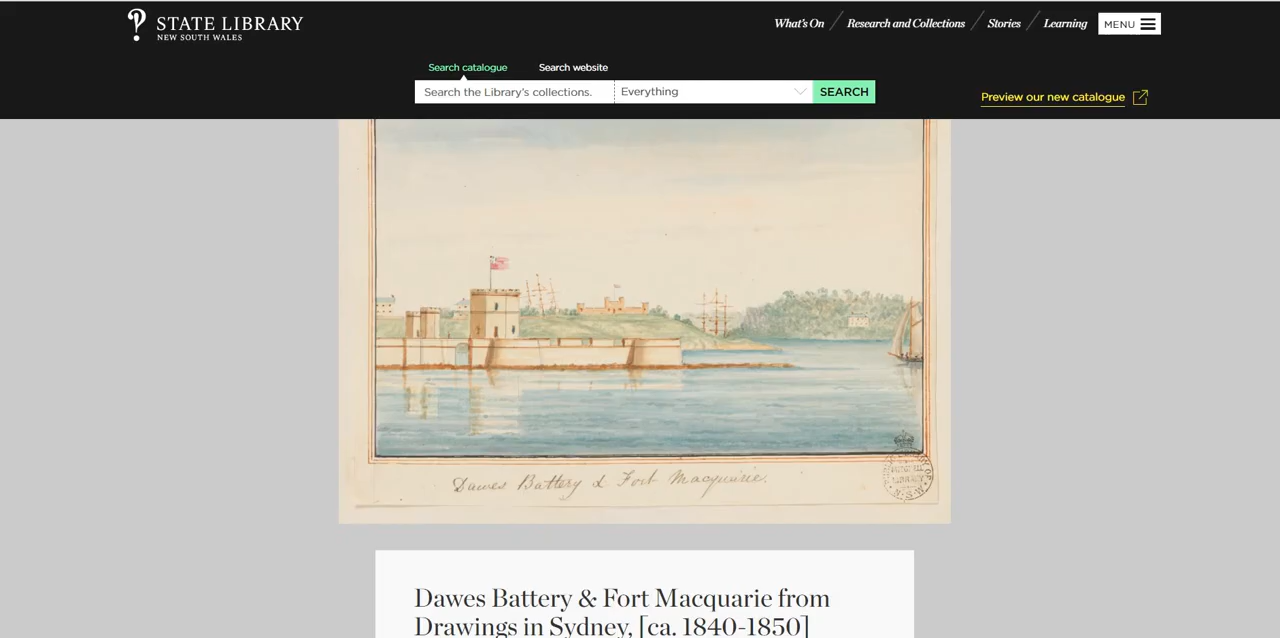 STATE LIBRARY
NEW SOUTH WALES
What's On
Research and Collections
Stories
Learning
MENU
Search catalogue
Search website
Search the Library's collections.
Everything
SEARCH
Preview our new catalogue
Dawes Battery & Fort Macquarie.
N.S.W
Dawes Battery & Fort Macquarie from
Drawings in Sydney, [ca. 1840-1850]